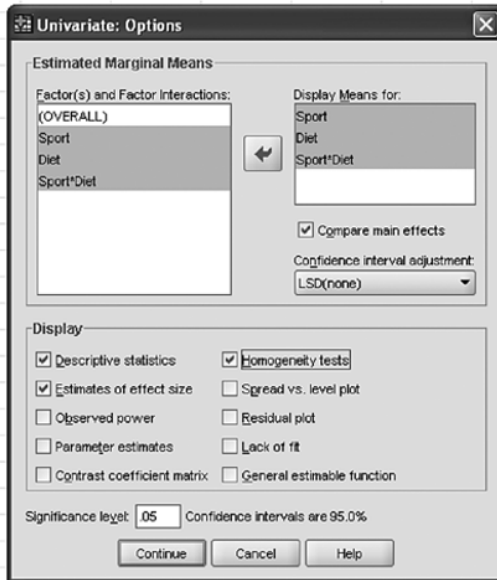 Univariate: Options
Estimated Marginal Means
Factor(s) and Factor Interactions:
(OVERALL)
Sport
Diet
Sport*Diet
Display Means for:
Sport
Diet
Sport*Diet
Compare main effects
Confidence interval adjustment:
LSD(none)
Display
Descriptive statistics
Homogeneity tests
Estimates of effect size
Spread vs. level plot
Observed power
Residual plot
Parameter estimates
Lack of fit
Contrast coefficient matrix
General estimable function
Significance level: .05 Confidence intervals are 95.0%
Continue
Cancel
Help